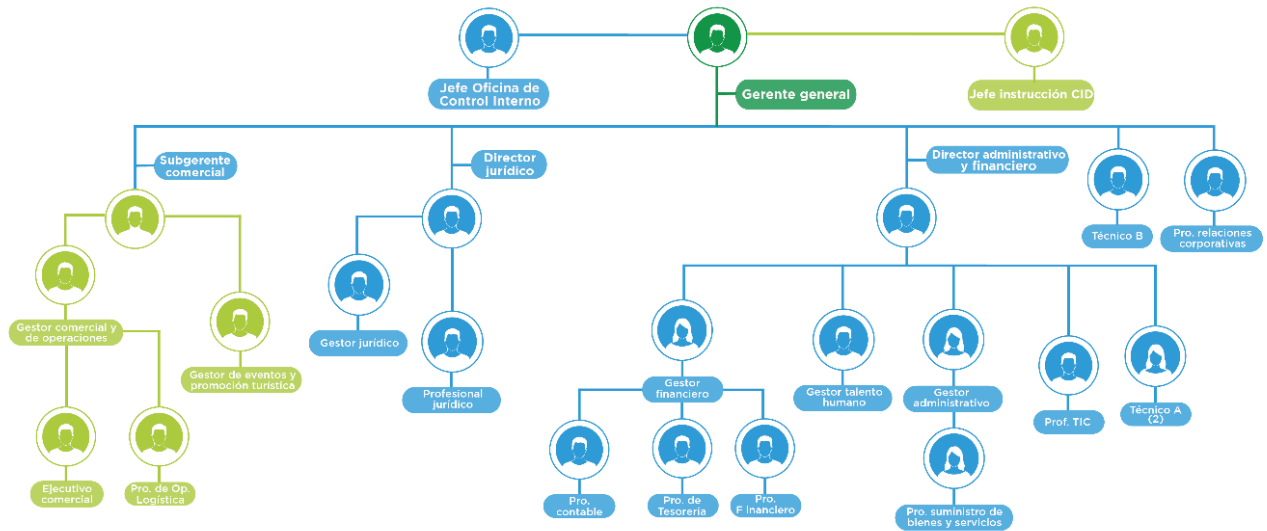 Jefe Oficina de
Control Interno
Gerente general
Jefe instrucción CID
Subgerente
comercial
Director
jurídico
Director administrativo
y financiero
Técnico B
Pro. relaciones
corporativas
Gestor comercial y
de operaciones
Gestor de eventos y
promoción turística
Gestor jurídico
Profesional
jurídico
Gestor
financiero
Gestor talento
humano
Gestor
administrativo
Prof. TIC
Técnico A
(2)
Ejecutivo
comercial
Pro. de Op.
Logística
Pro.
contable
Pro. de
Tesorería
Pro.
F inanciero
Pro. suministro de
bienes y servicios